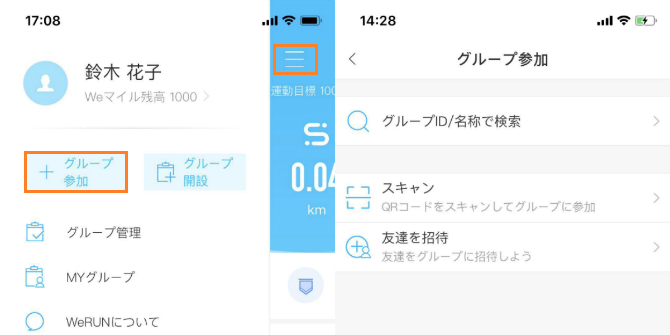 17:08
鈴木 花子
Weマイル残高 1000
グループ
参加
グループ
開設
グループ管理
MYグループ
WeRUNについて
運動目標 100
0.04
km
14:28
グループ参加
グループID/名称で検索
スキャン
QRコードをスキャンしてグループに参加
友達を招待
友達をグループに招待しよう